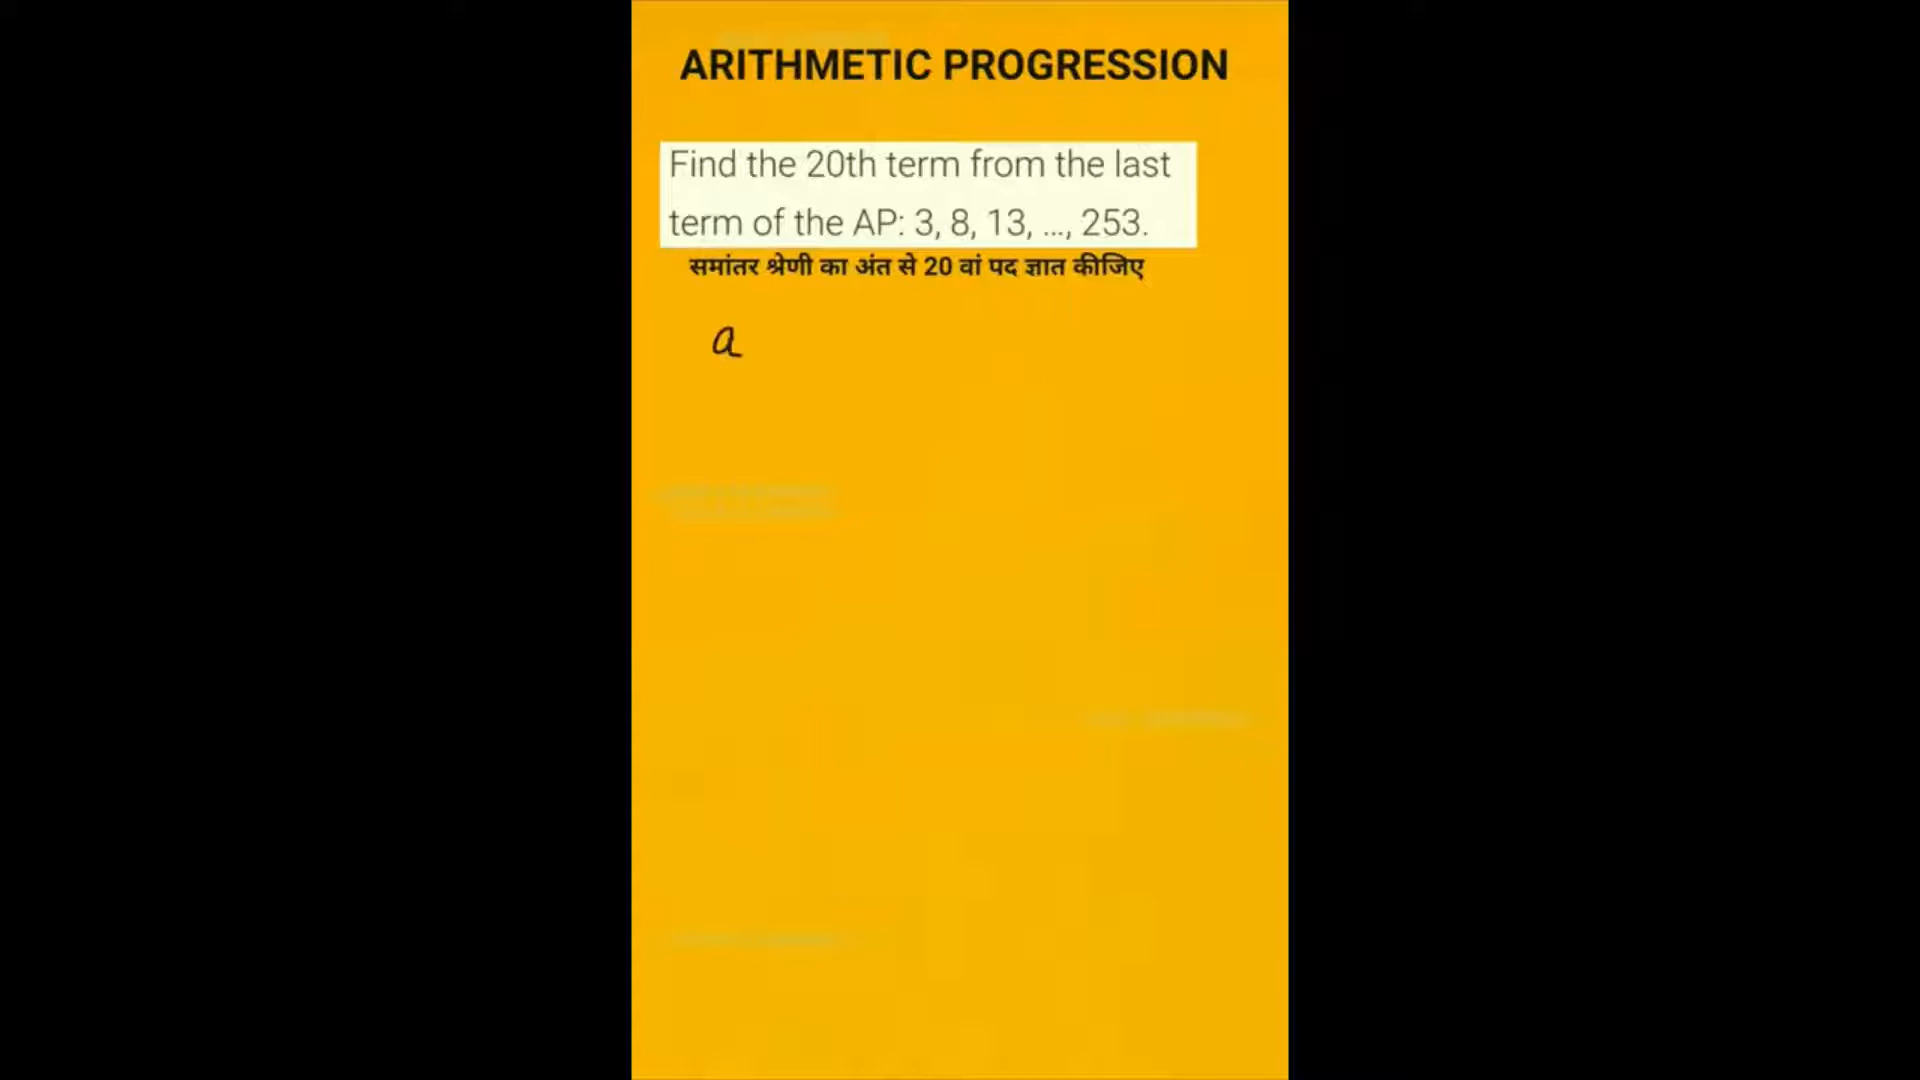 ARITHMETIC PROGRESSION
Find the 20th term from the last
term of the AP: 3, 8, 13, ..., 253.
समांतर श्रेणी का अंत से 20 वां पद ज्ञात कीजिए
a